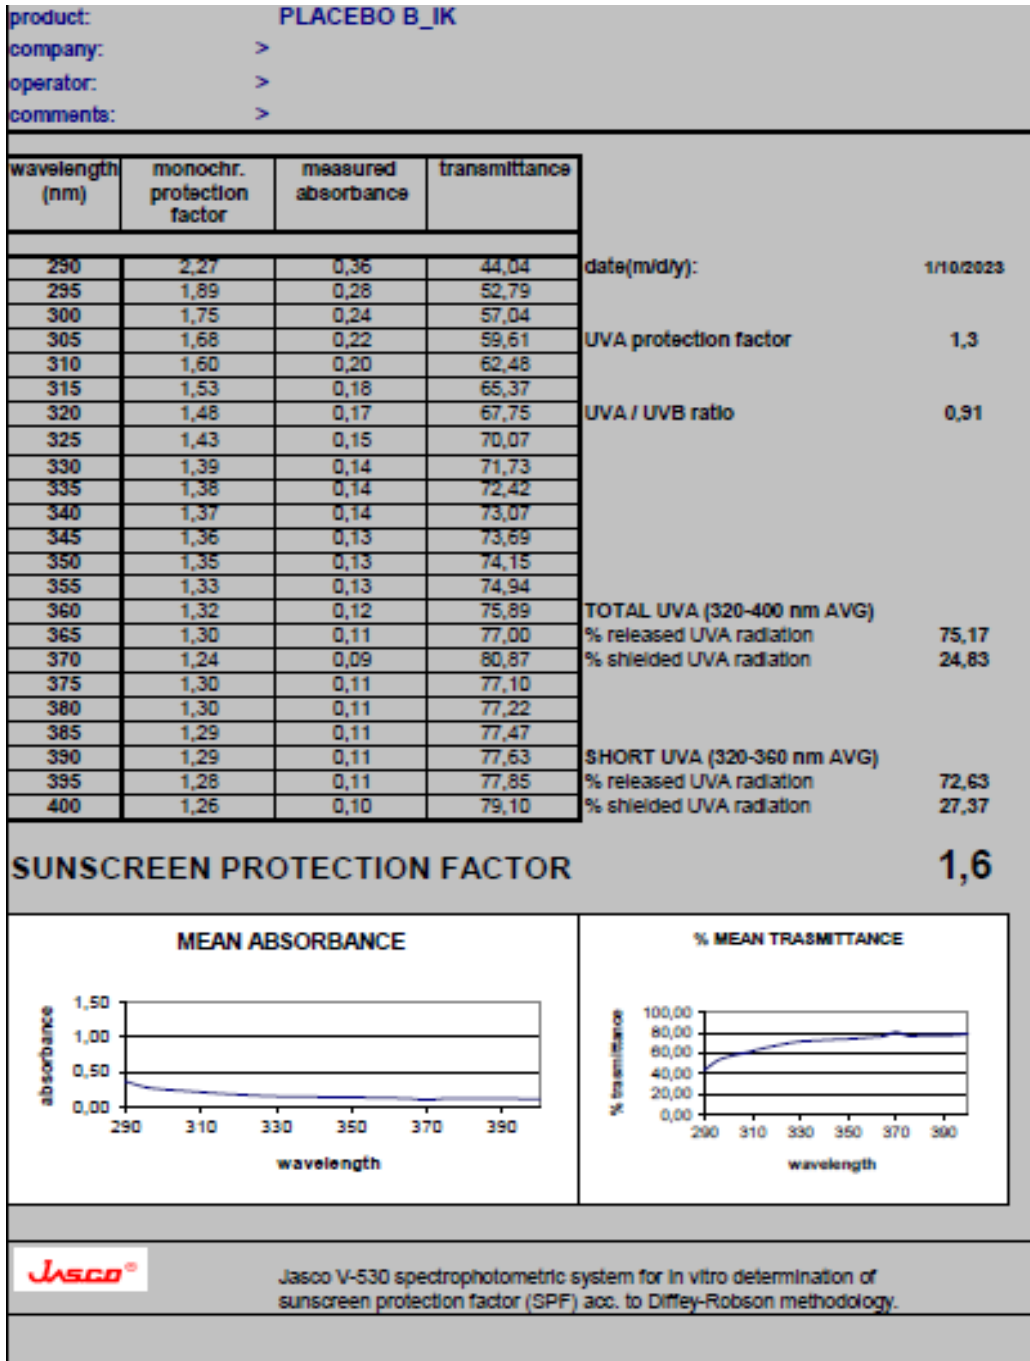 product: PLACEBO B_IK
company: >
operator: >
comments: >
wavelength (nm) monochr. protection factor measured absorbance transmittance
290 2,27 0,36 44,04 date(m/d/y): 1/10/2023
295 1,89 0,28 52,79
300 1,75 0,24 57,04
305 1,68 0,22 59,61 UVA protection factor 1,3
310 1,60 0,20 62,48
315 1,53 0,18 65,37
320 1,48 0,17 67,75 UVA / UVB ratio 0,91
325 1,43 0,15 70,07
330 1,39 0,14 71,73
335 1,38 0,14 72,42
340 1,37 0,14 73,07
345 1,36 0,13 73,69
350 1,35 0,13 74,15
355 1,33 0,13 74,94
360 1,32 0,12 75,89 TOTAL UVA (320-400 nm AVG)
365 1,30 0,11 77,00 % released UVA radiation 75,17
370 1,24 0,09 80,87 % shielded UVA radiation 24,83
375 1,30 0,11 77,10
380 1,30 0,11 77,22
385 1,29 0,11 77,47
390 1,29 0,11 77,63 SHORT UVA (320-360 nm AVG)
395 1,28 0,11 77,85 % released UVA radiation 72,63
400 1,26 0,10 79,10 % shielded UVA radiation 27,37
SUNSCREEN PROTECTION FACTOR 1,6
MEAN ABSORBANCE
absorbance
1,50
1,00
0,50
0,00
290 310 330 350 370 390
wavelength
% MEAN TRASMITTANCE
% trasmittance
100,00
80,00
60,00
40,00
20,00
0,00
290 310 330 350 370 390
wavelength
JASCO®
Jasco V-530 spectrophotometric system for in vitro determination of
sunscreen protection factor (SPF) acc. to Diffey-Robson methodology.